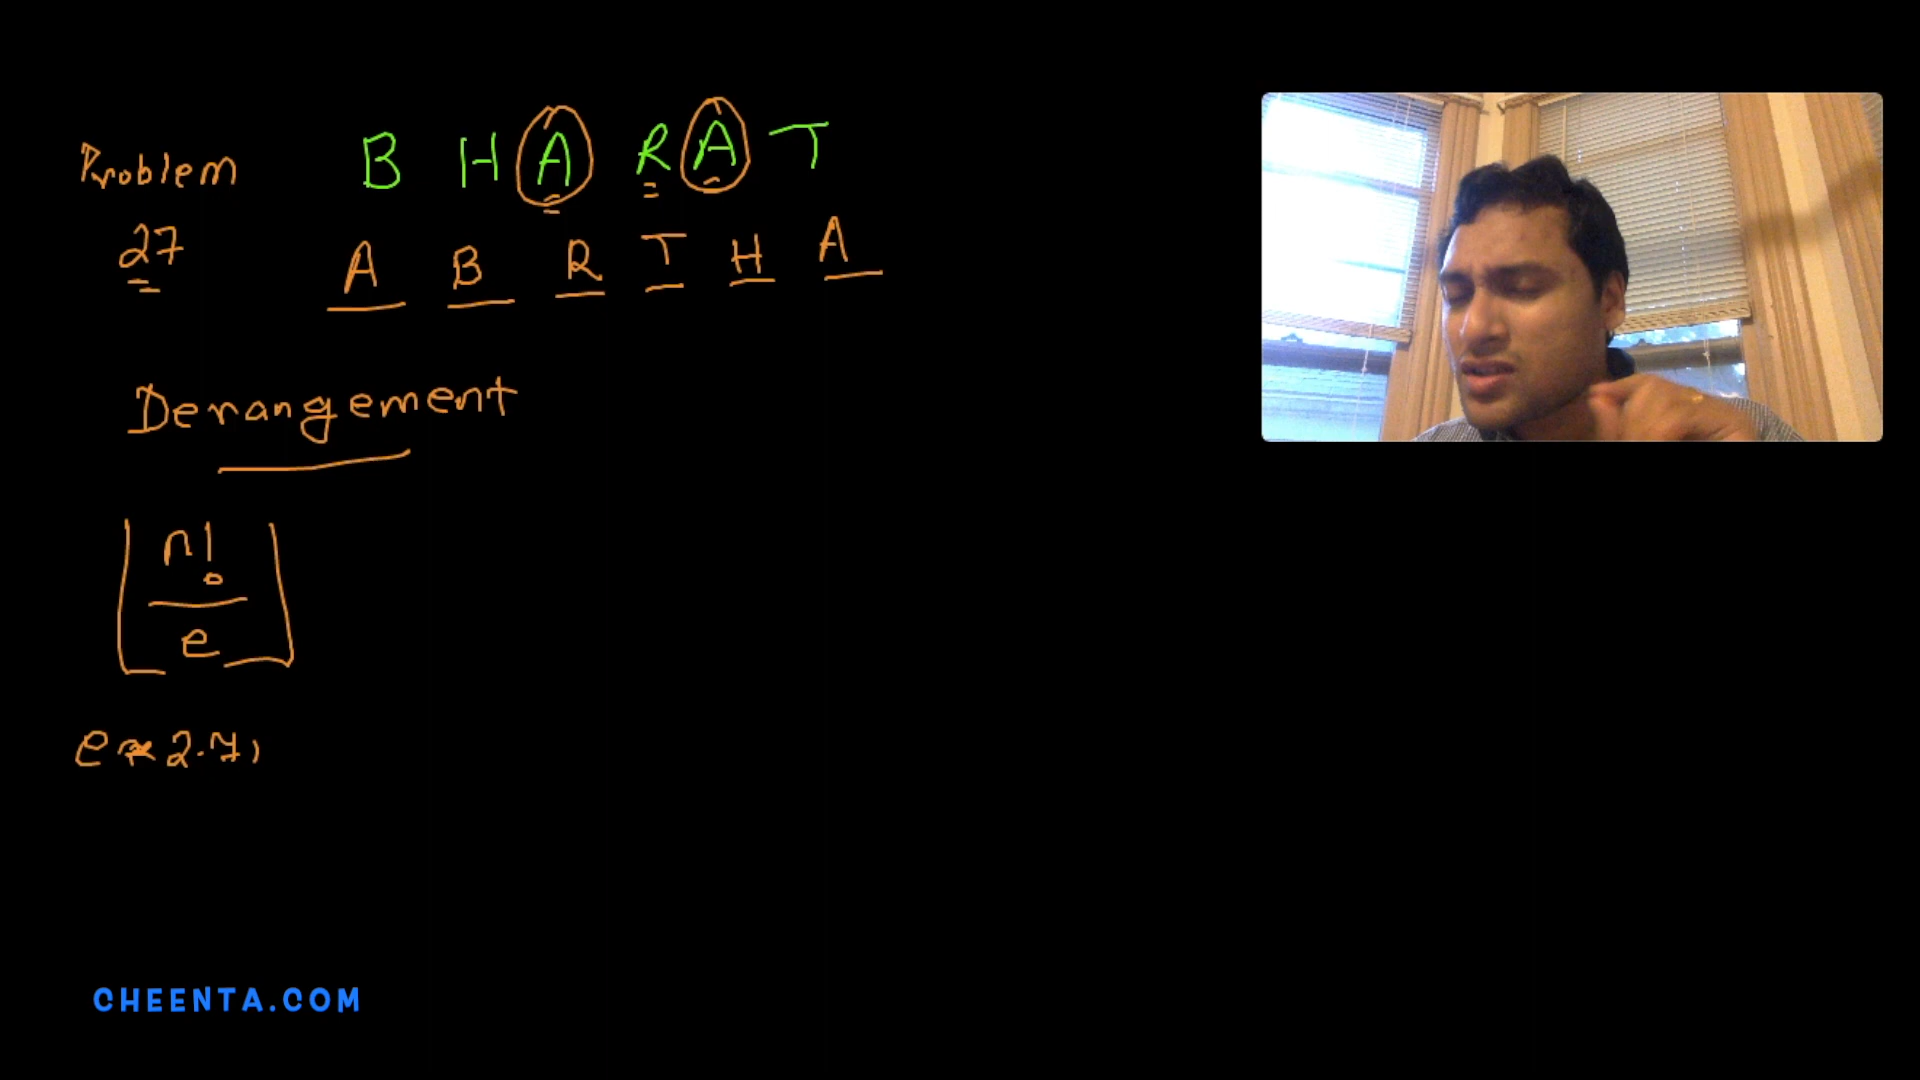 Problem
27
B H A R A T
A B R T H A
Derangement
n!
e
e ≈ 2.71
CHEENTA.COM